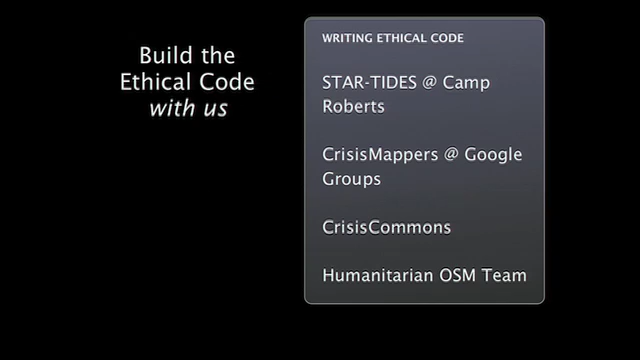 Build the
Ethical Code
with us
WRITING ETHICAL CODE
STAR-TIDES @ Camp
Roberts
CrisisMappers @ Google
Groups
CrisisCommons
Humanitarian OSM Team